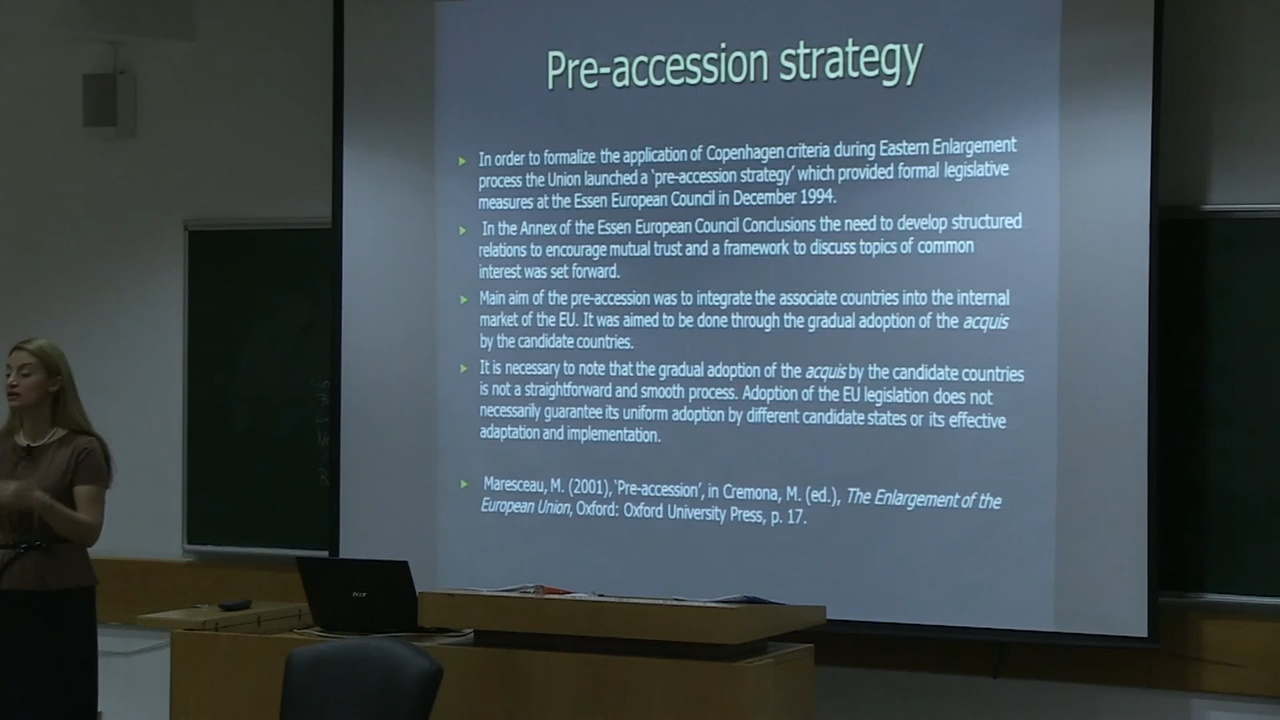 Pre-accession strategy
In order to formalize the application of Copenhagen criteria during Eastern Enlargement
process the Union launched a 'pre-accession strategy' which provided formal legislative
measures at the Essen European Council in December 1994.
In the Annex of the Essen European Council Conclusions the need to develop structured
relations to encourage mutual trust and a framework to discuss topics of common
interest was set forward.
Main aim of the pre-accession was to integrate the associate countries into the internal
market of the EU. It was aimed to be done through the gradual adoption of the acquis
by the candidate countries.
It is necessary to note that the gradual adoption of the acquis by the candidate countries
is not a straightforward and smooth process. Adoption of the EU legislation does not
necessarily guarantee its uniform adoption by different candidate states or its effective
adaptation and implementation.
Maresceau, M. (2001), 'Pre-accession', in Cremona, M. (ed.), The Enlargement of the
European Union, Oxford: Oxford University Press, p. 17.
acer